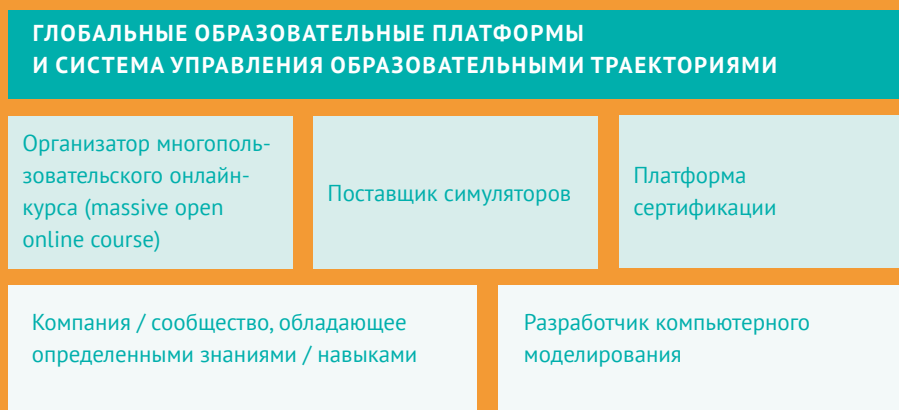 ГЛОБАЛЬНЫЕ ОБРАЗОВАТЕЛЬНЫЕ ПЛАТФОРМЫ
И СИСТЕМА УПРАВЛЕНИЯ ОБРАЗОВАТЕЛЬНЫМИ ТРАЕКТОРИЯМИ
Организатор многополь-
зовательского онлайн-
курса (massive open
online course)
Поставщик симуляторов
Платформа
сертификации
Компания / сообщество, обладающее
определенными знаниями / навыками
Разработчик компьютерного
моделирования